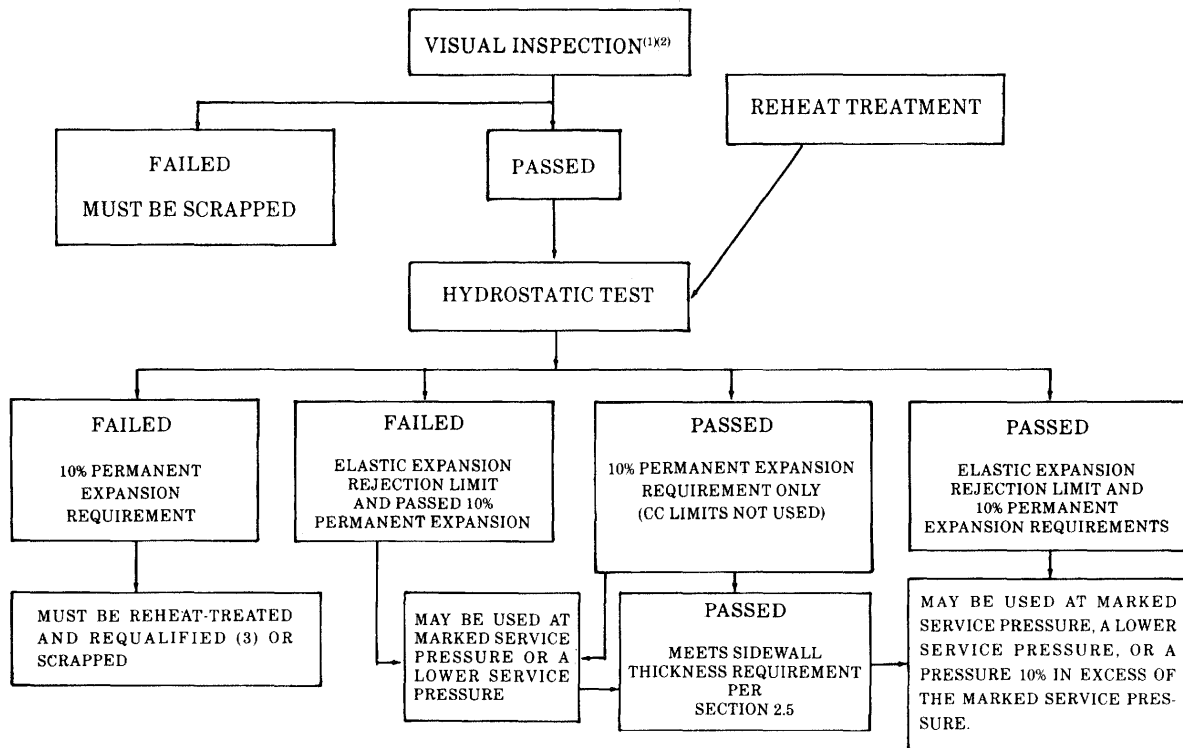 VISUAL INSPECTION(1)(2)
REHEAT TREATMENT
FAILED
MUST BE SCRAPPED
PASSED
HYDROSTATIC TEST
FAILED
10% PERMANENT
EXPANSION
REQUIREMENT
FAILED
ELASTIC EXPANSION
REJECTION LIMIT
AND PASSED 10%
PERMANENT EXPANSION
PASSED
10% PERMANENT EXPANSION
REQUIREMENT ONLY
(CC LIMITS NOT USED)
PASSED
ELASTIC EXPANSION
REJECTION LIMIT AND
10% PERMANENT
EXPANSION REQUIREMENTS
MUST BE REHEAT-TREATED
AND REQUALIFIED (3) OR
SCRAPPED
MAY BE USED AT
MARKED SERVICE
PRESSURE OR A
LOWER SERVICE
PRESSURE
PASSED
MEETS SIDEWALL
THICKNESS REQUIREMENT
PER
SECTION 2.5
MAY BE USED AT MARKED
SERVICE PRESSURE, A LOWER
SERVICE PRESSURE, OR A
PRESSURE 10% IN EXCESS OF
THE MARKED SERVICE PRES-
SURE.